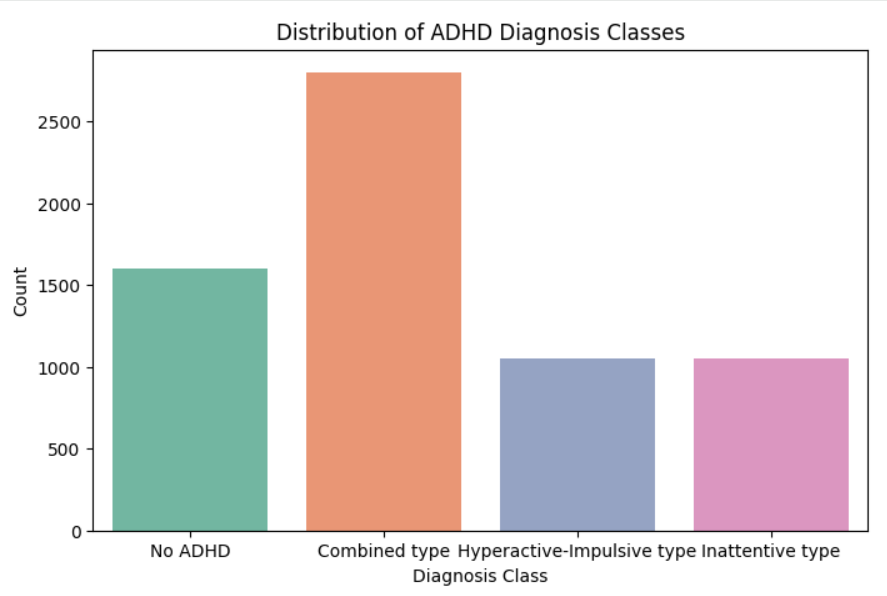 Distribution of ADHD Diagnosis Classes
Count
2500
2000
1500
1000
500
0
No ADHD Combined type Hyperactive-Impulsive type Inattentive type
Diagnosis Class